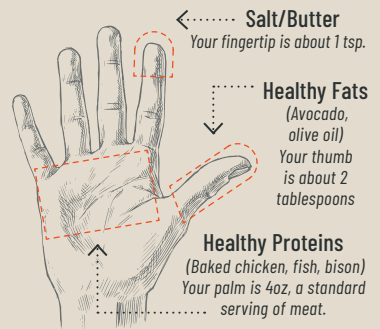 Salt/Butter
Your fingertip is about 1 tsp.
Healthy Fats
(Avocado,
olive oil)
Your thumb
is about 2
tablespoons
Healthy Proteins
(Baked chicken, fish, bison)
Your palm is 4oz, a standard
serving of meat.